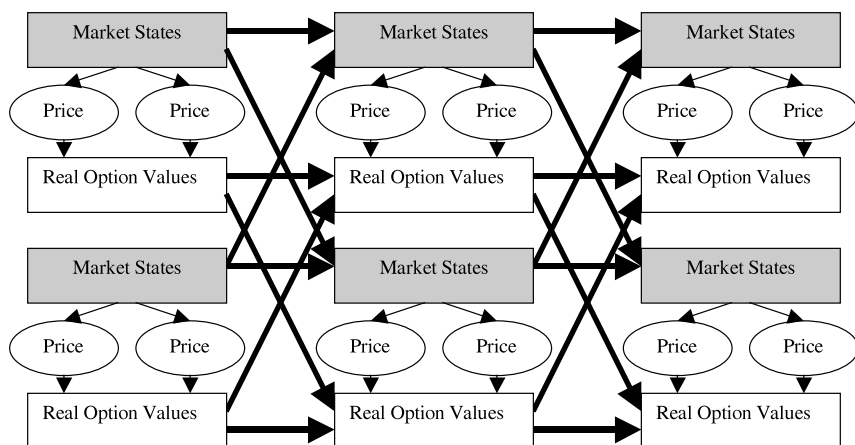 Market States Market States Market States
Price Price Price Price Price Price
Real Option Values Real Option Values Real Option Values
Market States Market States Market States
Price Price Price Price Price Price
Real Option Values Real Option Values Real Option Values